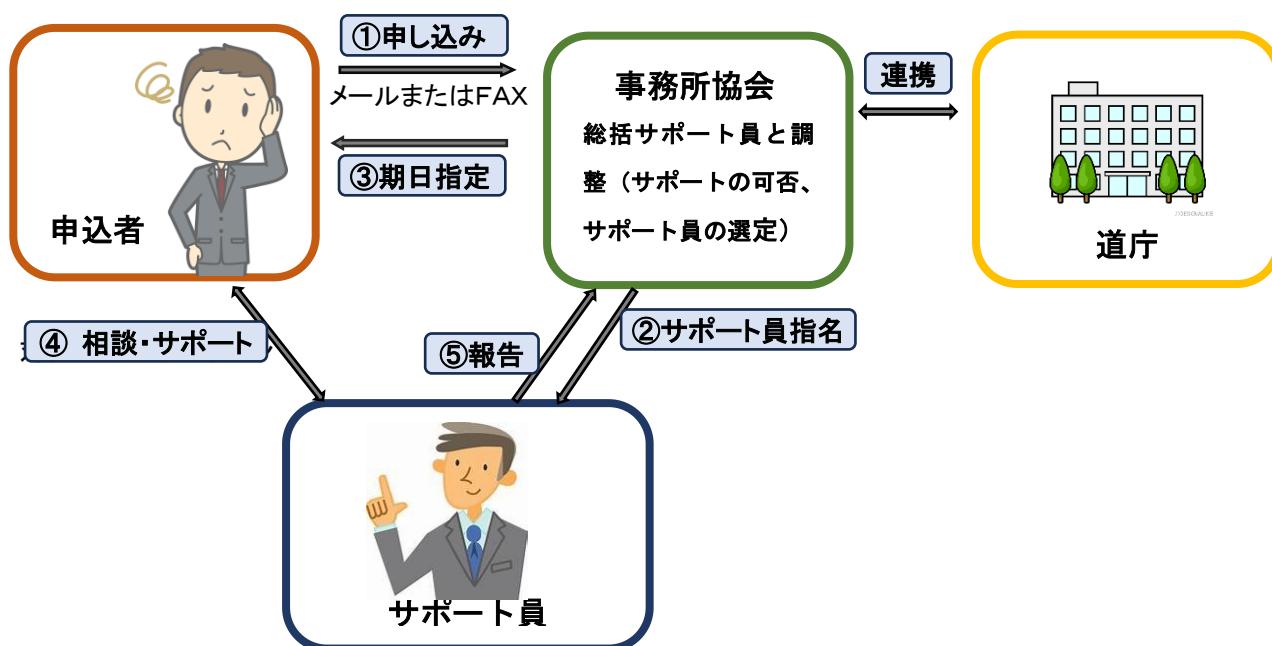 ①申し込み
メールまたはFAX
③期日指定
申込者
事務所協会
総括サポート員と調
整（サポートの可否、
サポート員の選定）
連携
道庁
④ 相談・サポート
⑤報告
②サポート員指名
サポート員